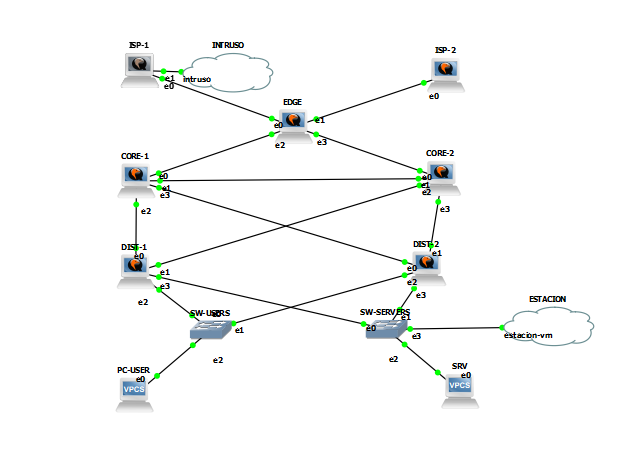 ISP-1
INTRUSO
ISP-2
e1
intruso
e0
e0
EDGE
e0
e1
e2
e3
CORE-1
CORE-2
e0
e1
e3
e0
e1
e2
e2
e3
DIST-1
DIST-2
e0
e1
e0
e1
e3
e2
e2
e3
ESTACION
SW-USERS
e0
e1
SW-SERVERS
e1
e0
e3
estacion-vm
e2
e2
PC-USER
e0
VPCS
SRV
e0
VPCS